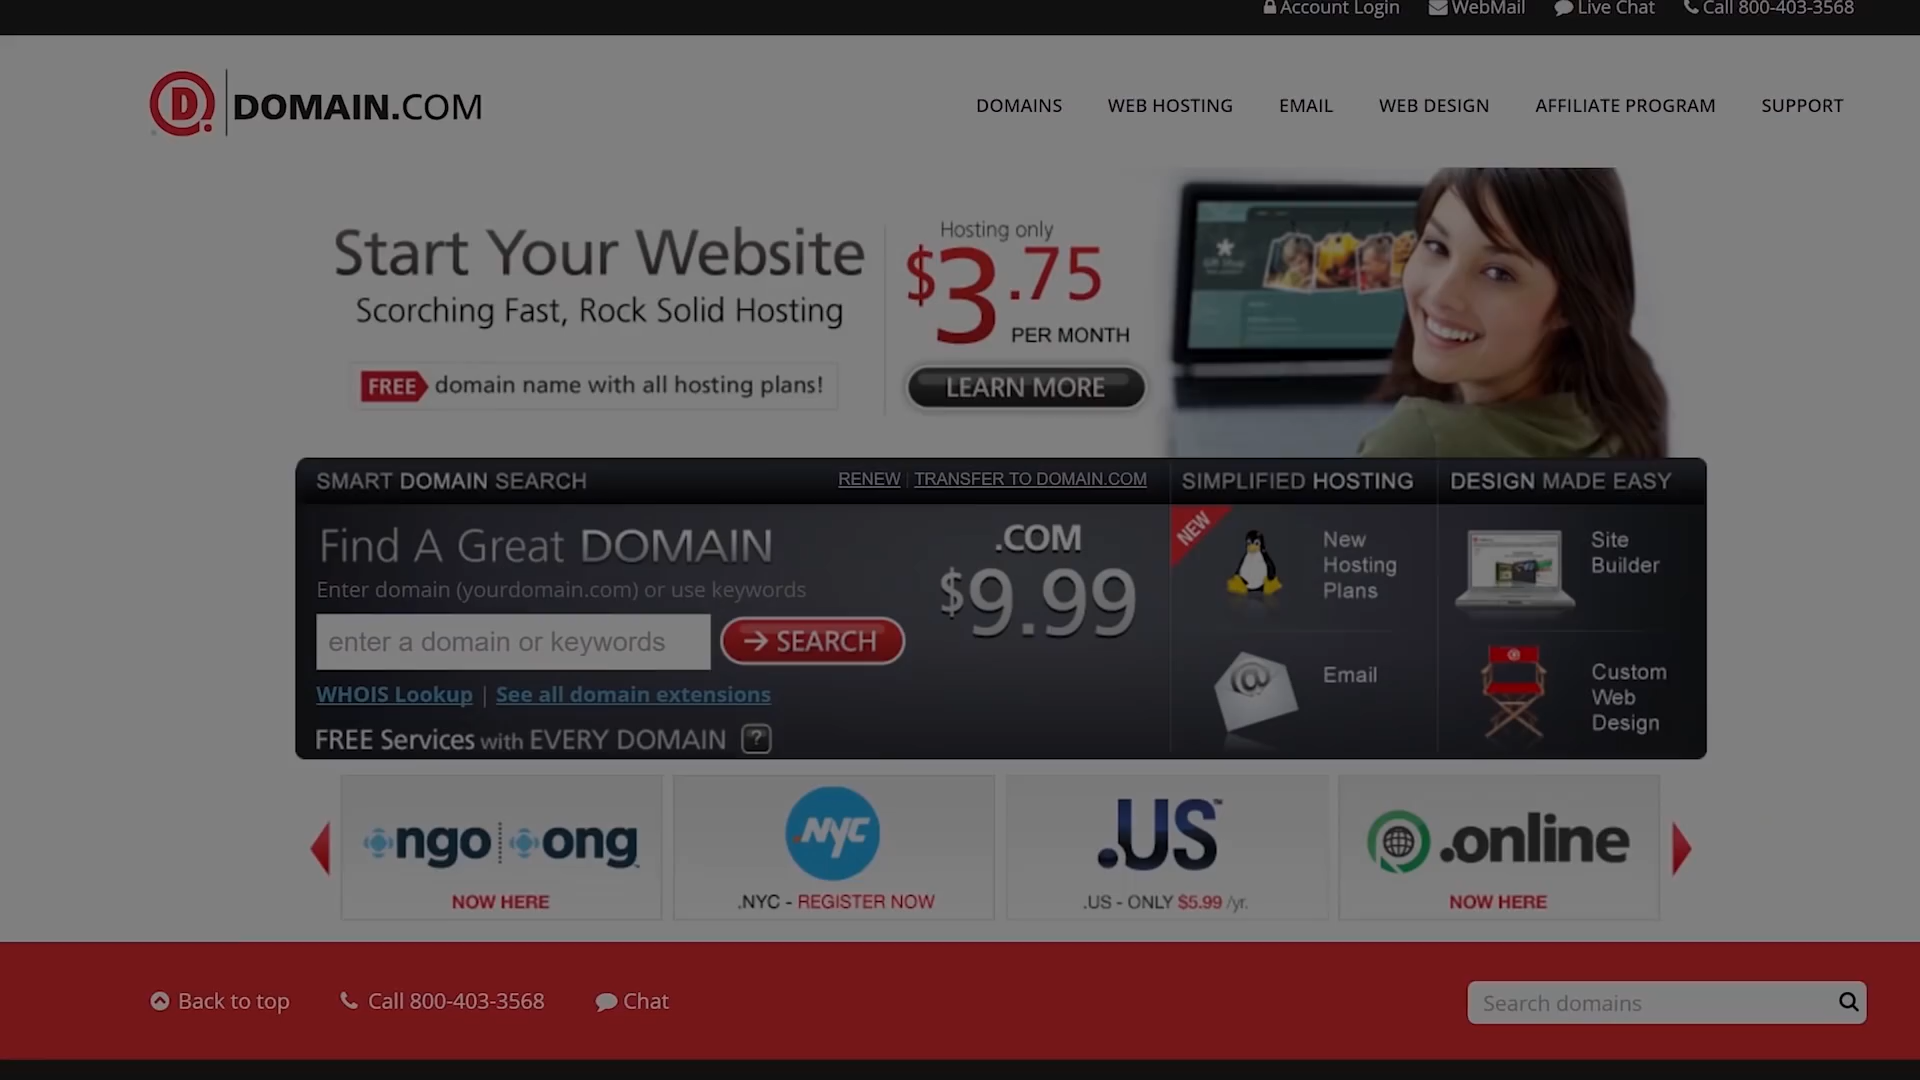 Account Login WebMail Live Chat Call 800-403-3568
D DOMAIN.COM
DOMAINS WEB HOSTING EMAIL WEB DESIGN AFFILIATE PROGRAM SUPPORT
Start Your Website
Scorching Fast, Rock Solid Hosting
FREE domain name with all hosting plans!
Hosting only
$3.75
PER MONTH
LEARN MORE
SMART DOMAIN SEARCH
RENEW | TRANSFER TO DOMAIN.COM
Find A Great DOMAIN
Enter domain (yourdomain.com) or use keywords
enter a domain or keywords
→ SEARCH
.COM
$9.99
WHOIS Lookup | See all domain extensions
FREE Services with EVERY DOMAIN ?
SIMPLIFIED HOSTING
NEW
New
Hosting
Plans
@
Email
DESIGN MADE EASY
Site
Builder
Custom
Web
Design
ngo ong™
NOW HERE
.NYC
.NYC - REGISTER NOW
.US™
.US - ONLY $5.99 /yr.
.online
NOW HERE
Back to top Call 800-403-3568 Chat
Search domains